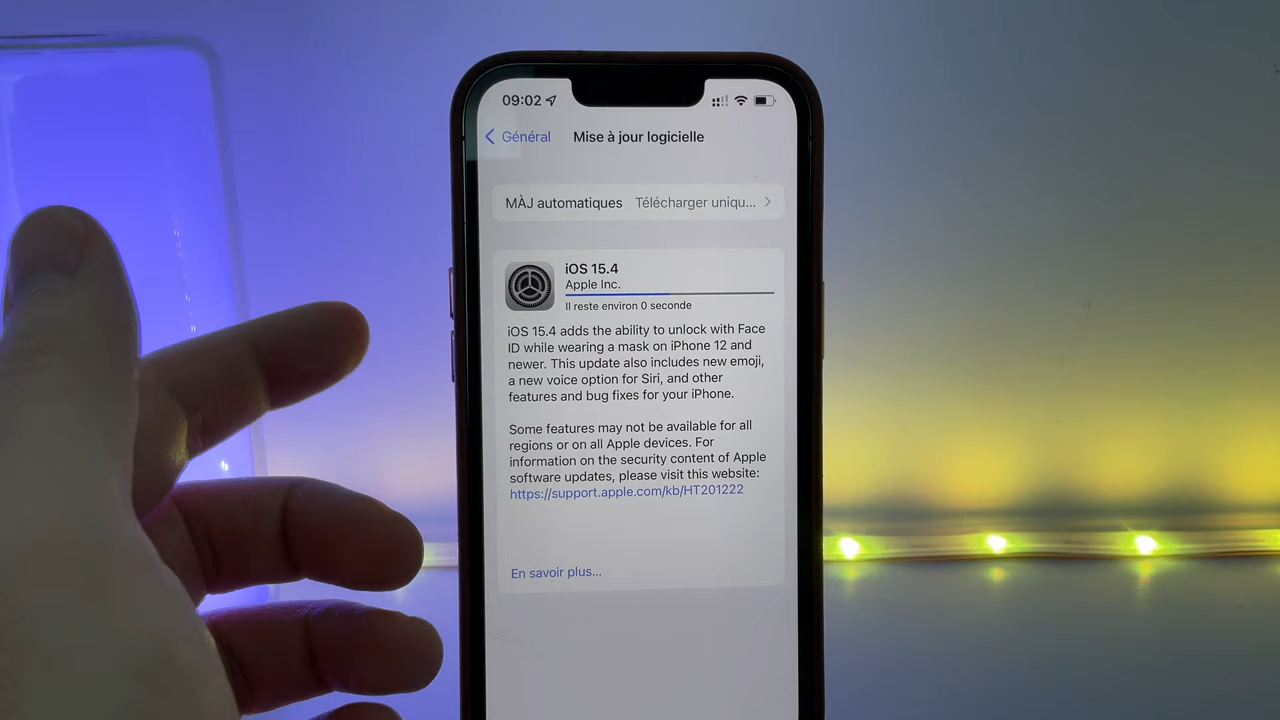 09:02
Général
Mise à jour logicielle
MÀJ automatiques Télécharger uniqu...
iOS 15.4
Apple Inc.
Il reste environ 0 seconde
iOS 15.4 adds the ability to unlock with Face
ID while wearing a mask on iPhone 12 and
newer. This update also includes new emoji,
a new voice option for Siri, and other
features and bug fixes for your iPhone.
Some features may not be available for all
regions or on all Apple devices. For
information on the security content of Apple
software updates, please visit this website:
https://support.apple.com/kb/HT201222
En savoir plus...